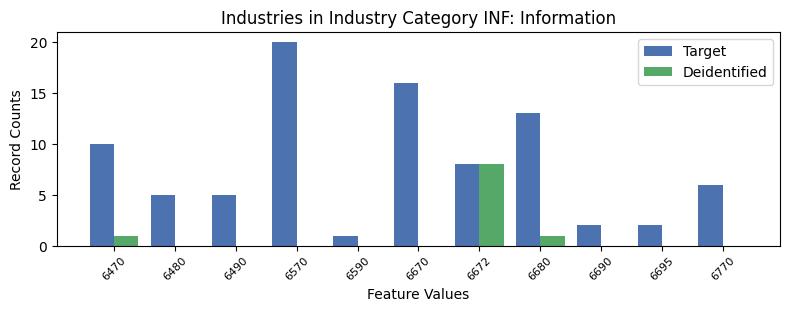 Industries in Industry Category INF: Information
Target
Deidentified
Record Counts
20
15
10
5
0
6470 6480 6490 6570 6590 6670 6672 6680 6690 6695 6770
Feature Values